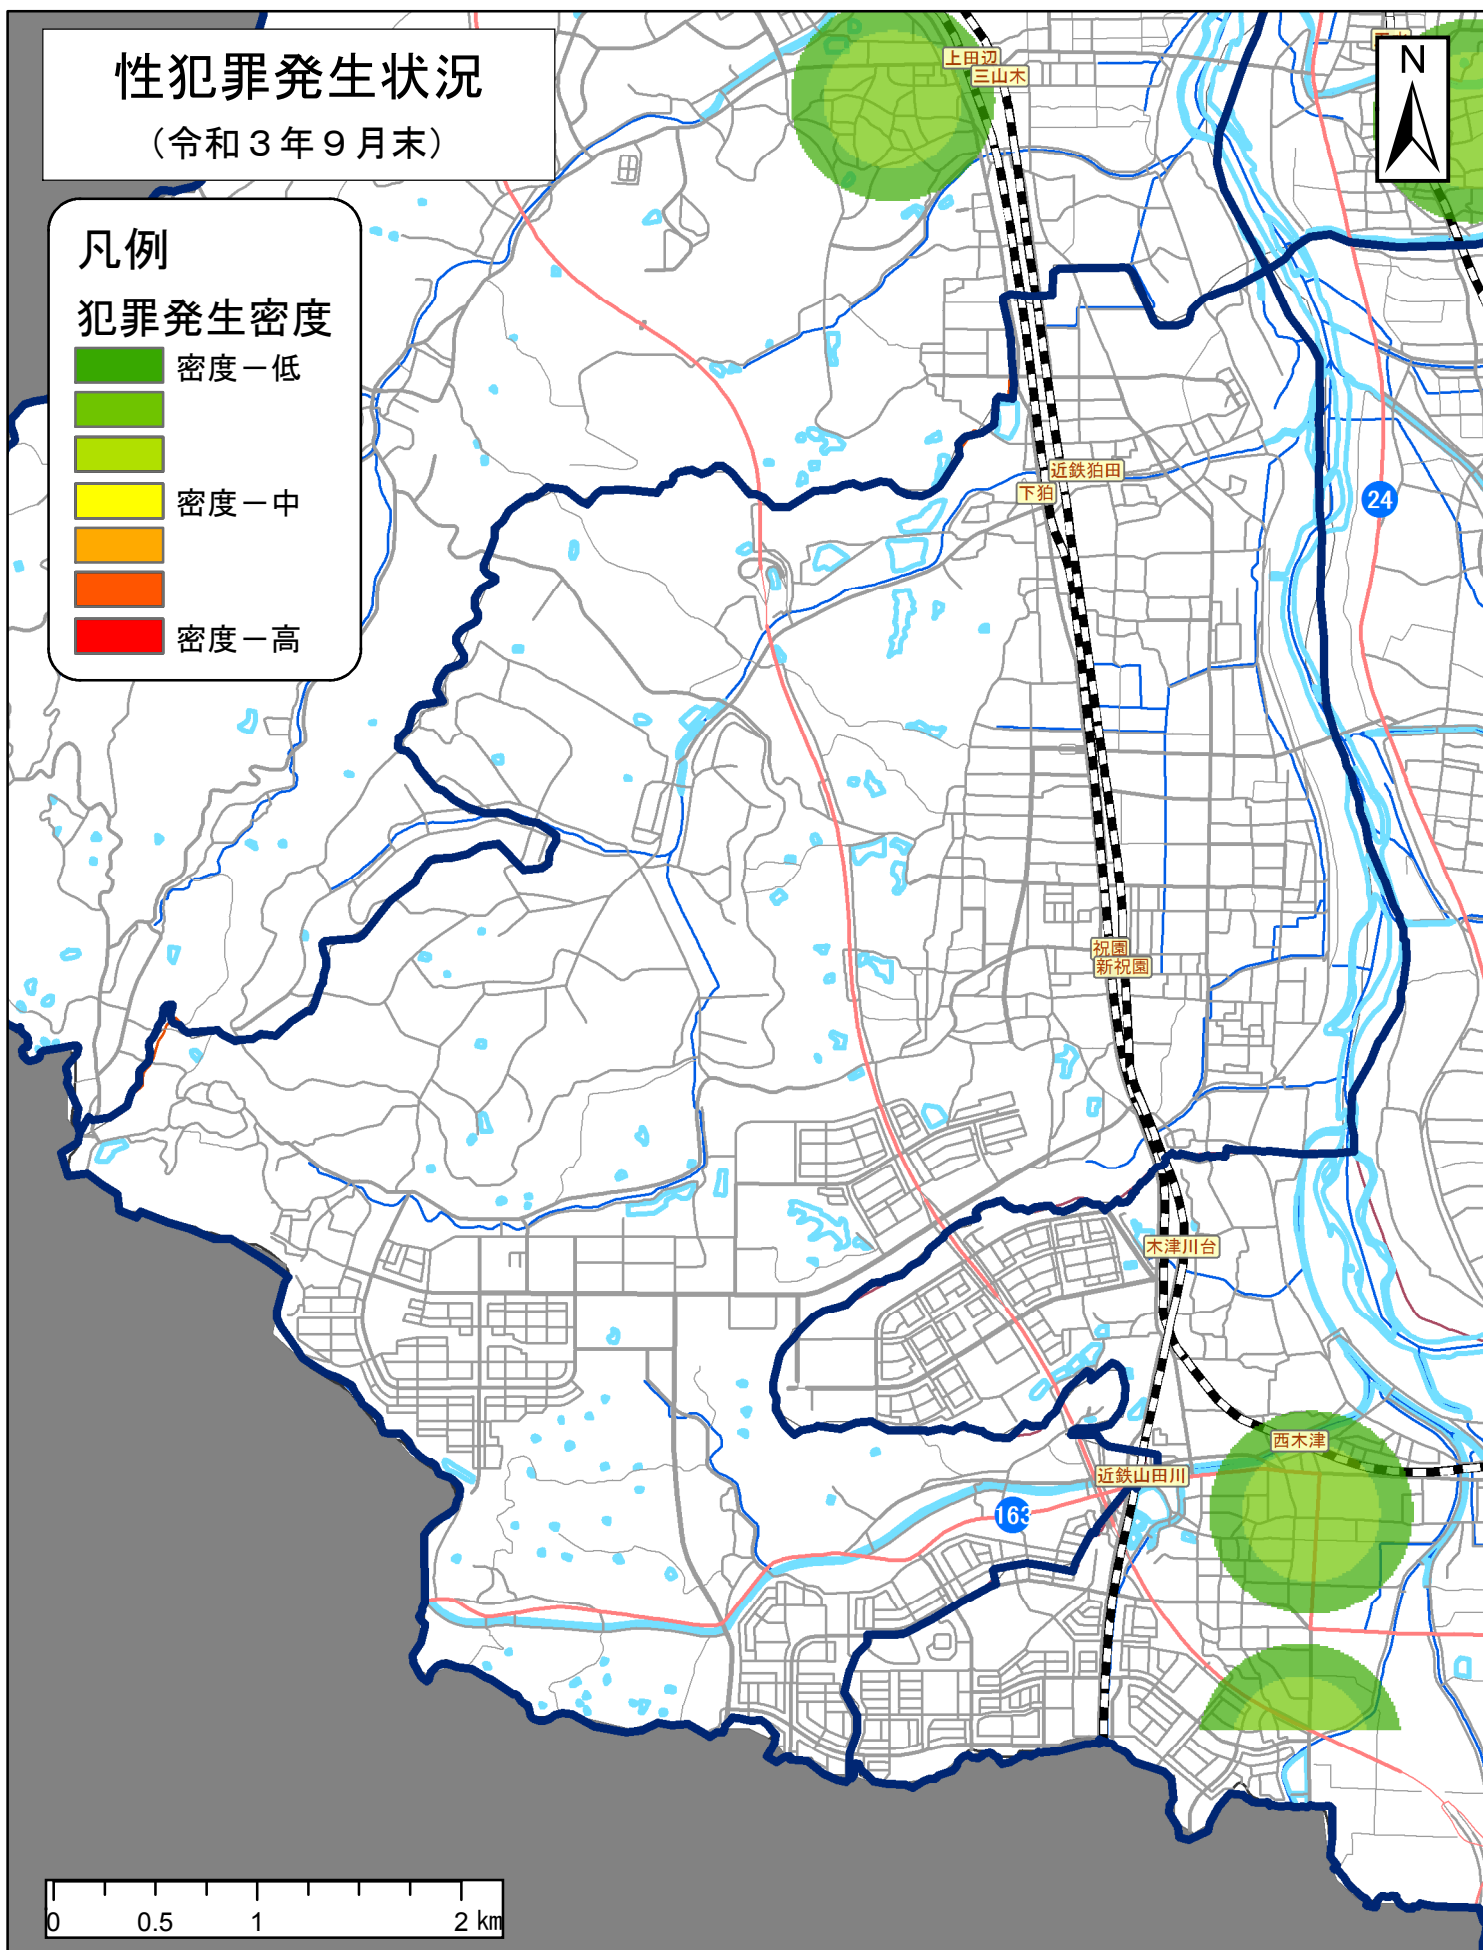 性犯罪発生状況
（令和３年９月末）
凡例
犯罪発生密度
密度－低
密度－中
密度－高
N
上田辺
三山木
近鉄狛田
下狛
24
祝園
新祝園
木津川台
西木津
近鉄山田川
163
0 0.5 1 2 km